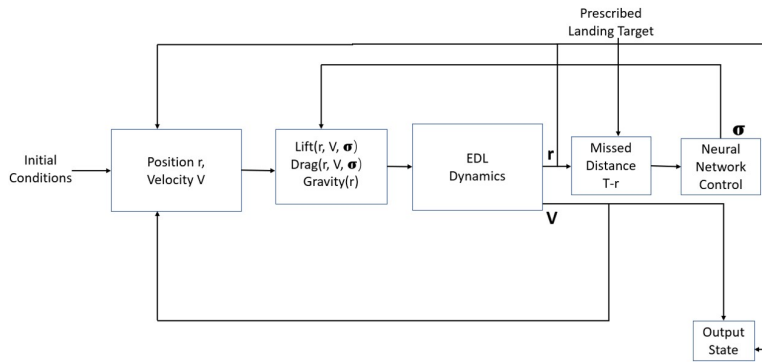 Prescribed
Landing Target
σ
Initial
Conditions
Position r,
Velocity V
Lift(r, V, σ)
Drag(r, V, σ)
Gravity(r)
EDL
Dynamics
r
V
Missed
Distance
T-r
Neural
Network
Control
Output
State